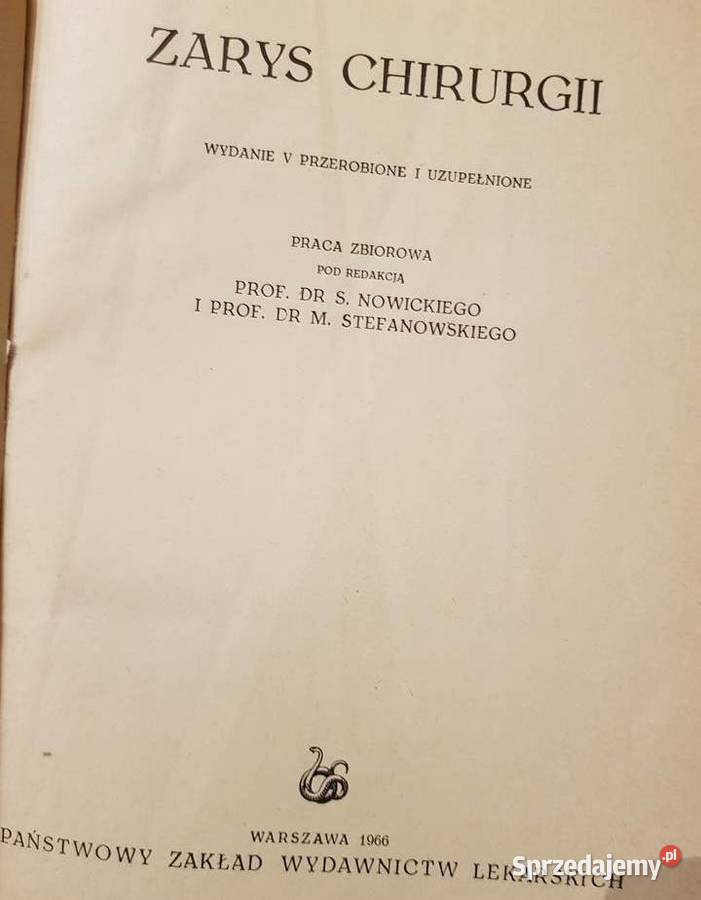 ZARYS CHIRURGII
WYDANIE V PRZEROBIONE I UZUPEŁNIONE
PRACA ZBIOROWA
POD REDAKCJĄ
PROF. DR S. NOWICKIEGO
I PROF. DR M. STEFANOWSKIEGO
WARSZAWA 1966
PAŃSTWOWY ZAKŁAD WYDAWNICTW LEKARSKICH
Sprzedajemy.pl